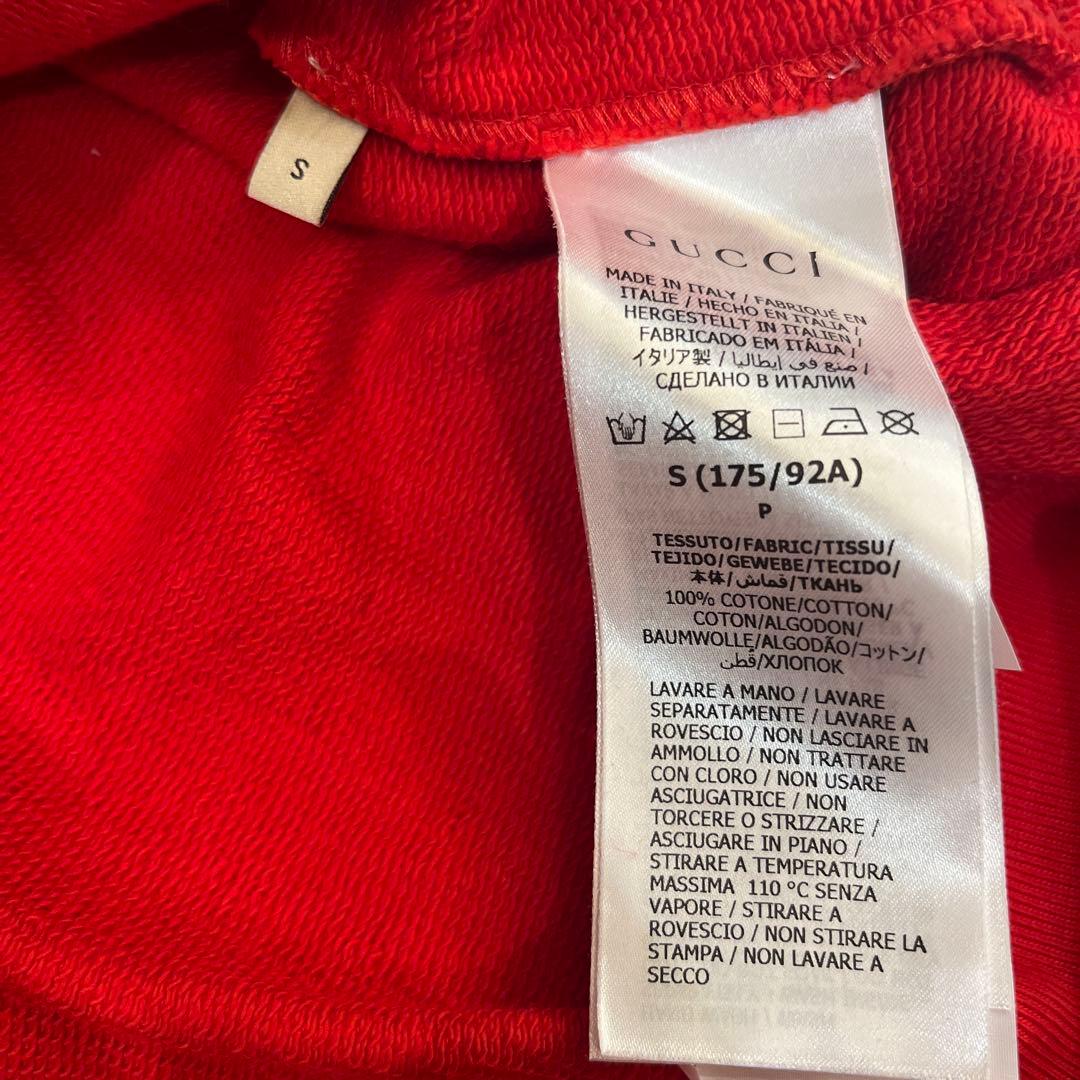 S
GUCCI
MADE IN ITALY / FABRIQUÉ EN
ITALIE / HECHO EN ITALIA /
HERGESTELLT IN ITALIEN /
FABRICADO EM ITÁLIA /
イタリア製 / صنع في إيطاليا /
СДЕЛАНО В ИТАЛИИ
S (175/92A)
P
TESSUTO/FABRIC/TISSU/
TEJIDO/GEWEBE/TECIDO/
本体/قماش/ТКАНЬ
100% COTONE/COTTON/
COTON/ALGODON/
BAUMWOLLE/ALGODÃO/コットン/
قُطن/ХЛОПОК
LAVARE A MANO / LAVARE
SEPARATAMENTE / LAVARE A
ROVESCIO / NON LASCIARE IN
AMMOLLO / NON TRATTARE
CON CLORO / NON USARE
ASCIUGATRICE / NON
TORCERE O STRIZZARE /
ASCIUGARE IN PIANO /
STIRARE A TEMPERATURA
MASSIMA 110 °C SENZA
VAPORE / STIRARE A
ROVESCIO / NON STIRARE LA
STAMPA / NON LAVARE A
SECCO